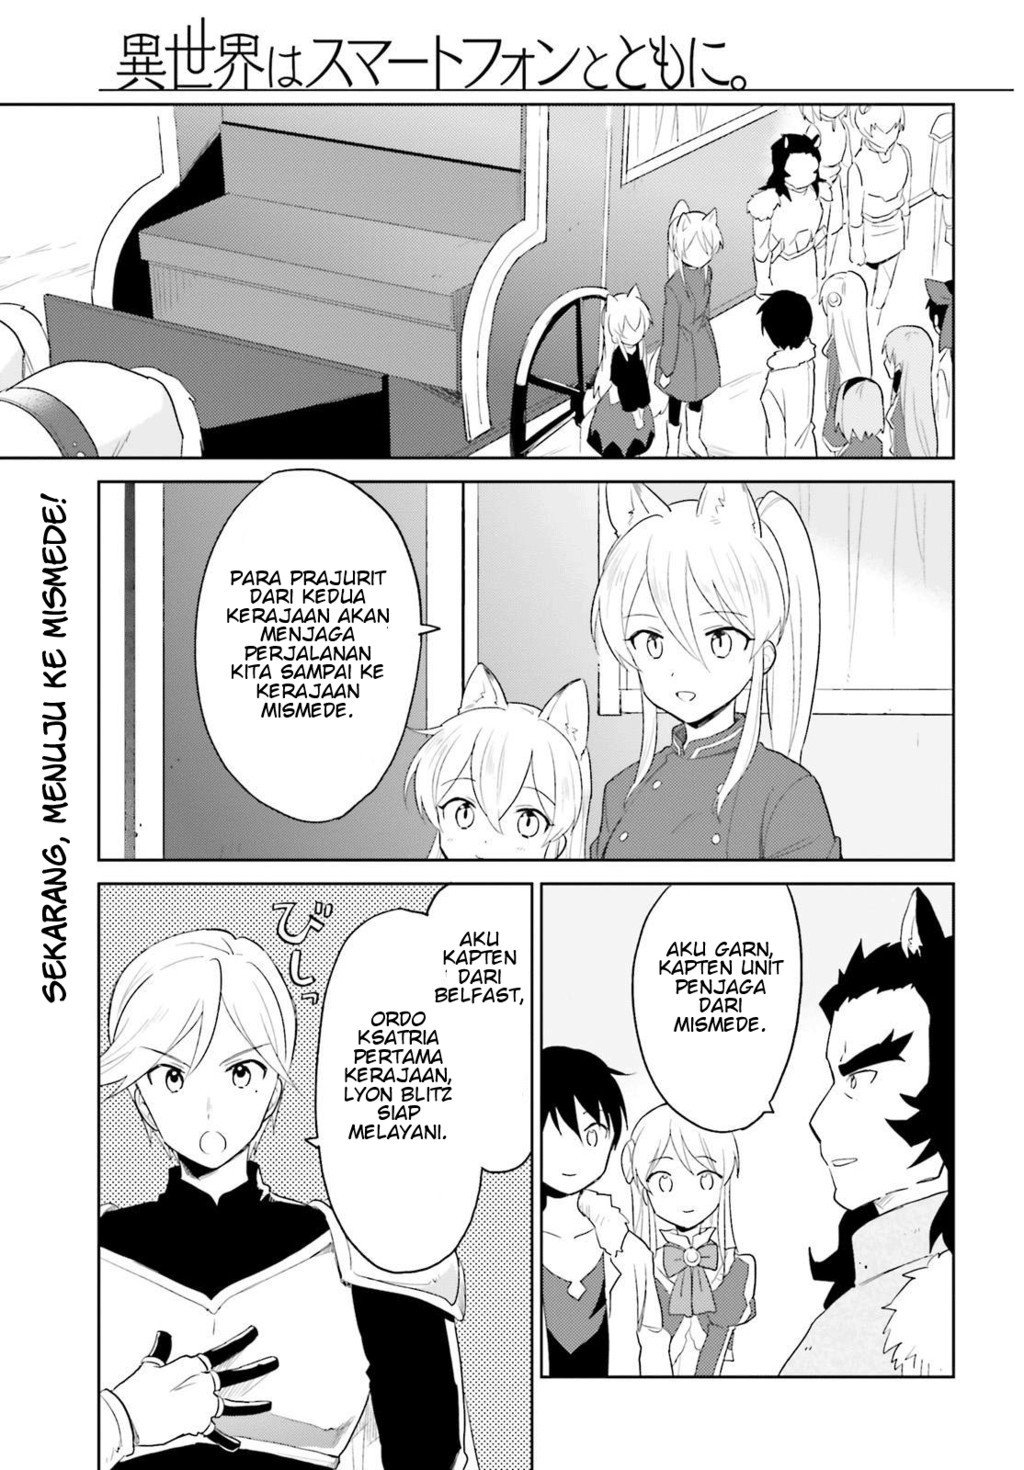 異世界はスマートフォンとともに。
SEKARANG, MENUJU KE MISMEDE!
PARA PRAJURIT
DARI KEDUA
KERAJAAN AKAN
MENJAGA
PERJALANAN
KITA SAMPAI KE
KERAJAAN
MISMEDE.
AKU GARN,
KAPTEN UNIT
PENJAGA
DARI
MISMEDE.
AKU
KAPTEN
DARI
BELFAST,
ORDO
KSATRIA
PERTAMA
KERAJAAN,
LYON BLITZ
SIAP
MELAYANI.
びしっ